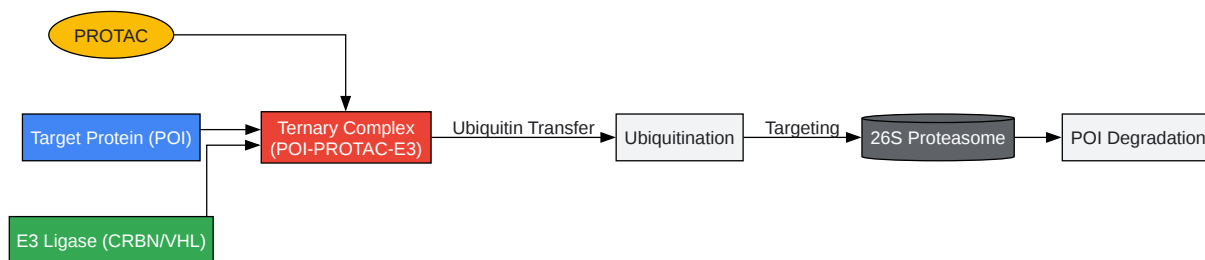 PROTAC
Target Protein (POI)
Ternary Complex
(POI-PROTAC-E3)
Ubiquitin Transfer
Ubiquitination
Targeting
26S Proteasome
POI Degradation
E3 Ligase (CRBN/VHL)